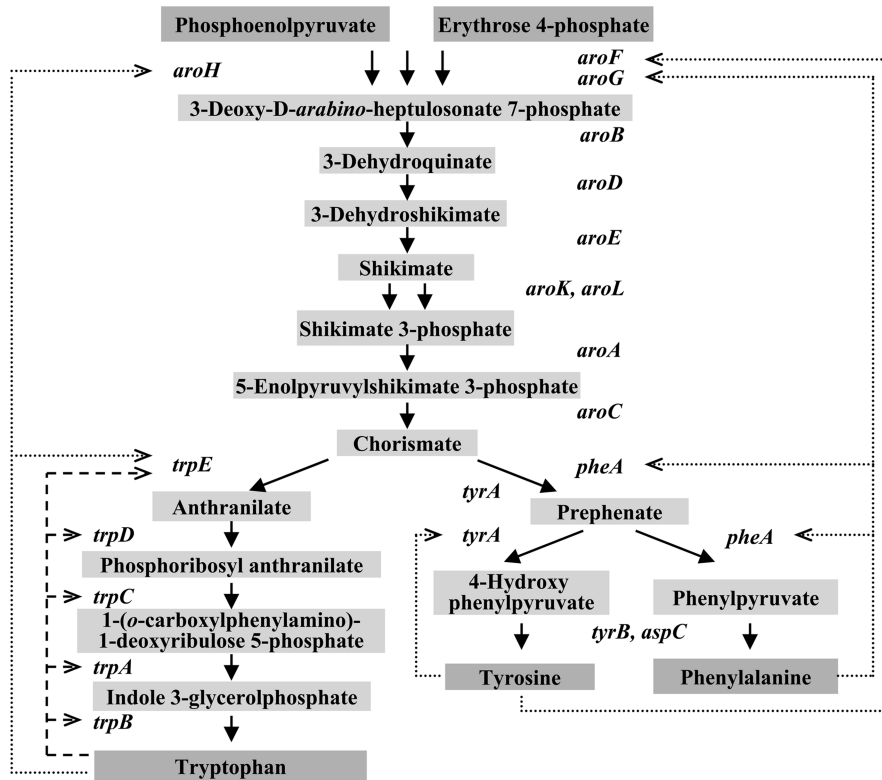 Phosphoenolpyruvate
Erythrose 4-phosphate
aroH
aroF
aroG
3-Deoxy-D-arabino-heptulosonate 7-phosphate
aroB
3-Dehydroquinate
aroD
3-Dehydroshikimate
aroE
Shikimate
aroK, aroL
Shikimate 3-phosphate
aroA
5-Enolpyruvylshikimate 3-phosphate
aroC
Chorismate
trpE
pheA
tyrA
Anthranilate
Prephenate
trpD
tyrA
pheA
Phosphoribosyl anthranilate
4-Hydroxy
phenylpyruvate
Phenylpyruvate
trpC
1-(o-carboxylphenylamino)-
1-deoxyribulose 5-phosphate
tyrB, aspC
trpA
Tyrosine
Phenylalanine
Indole 3-glycerolphosphate
trpB
Tryptophan